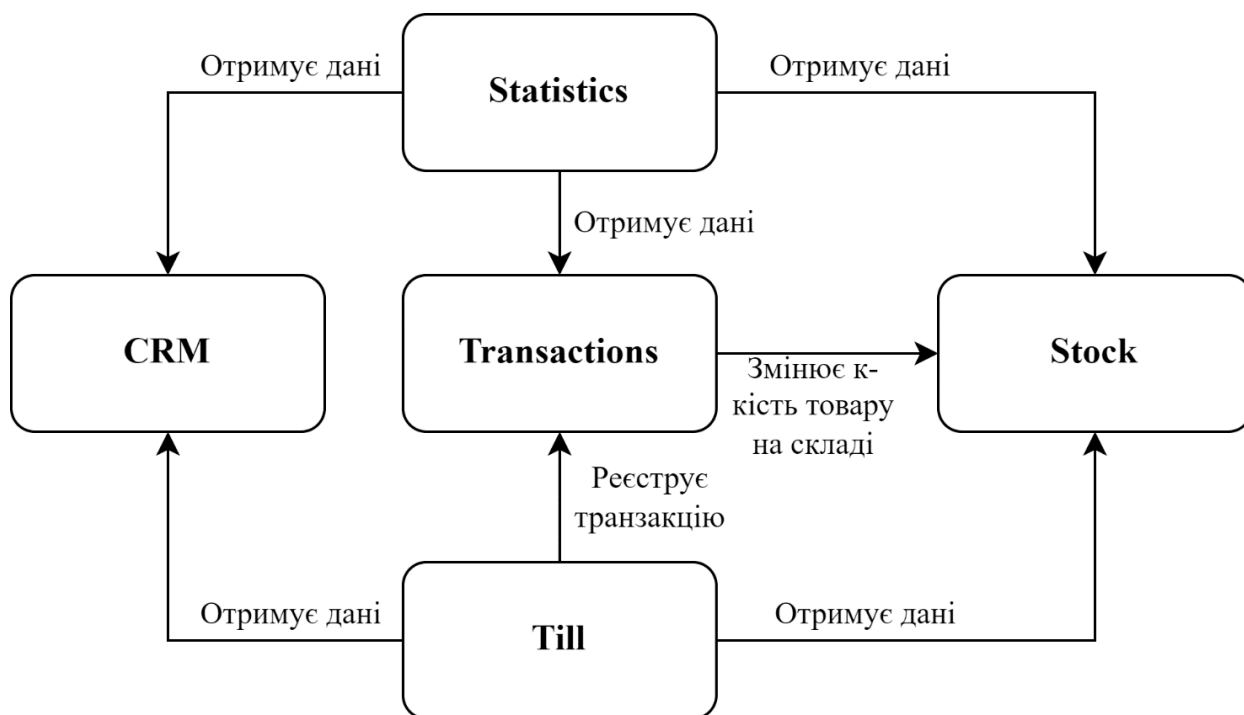 Отримує дані
Statistics
Отримує дані
Отримує дані
CRM
Transactions
Змінює к-
кість товару
на складі
Stock
Реєструє
транзакцію
Отримує дані
Till
Отримує дані